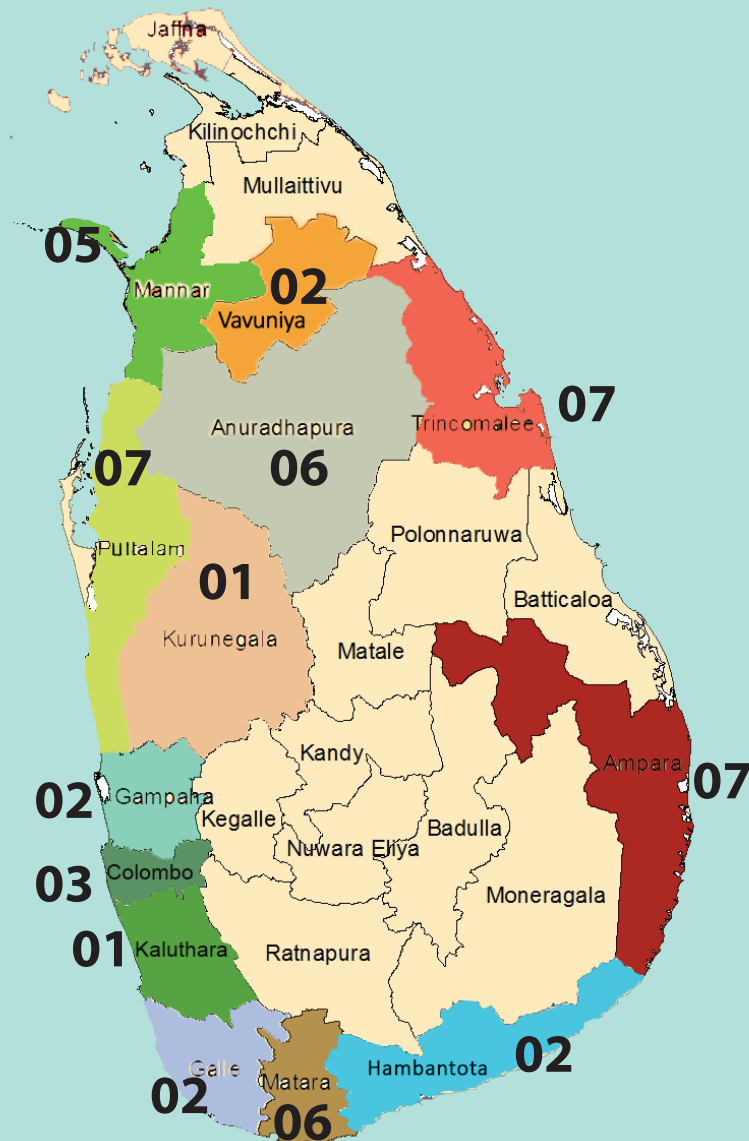 Jaffna
Kilinochchi
Mullaittivu
05
Mannar
02
Vavuniya
07
Trincomalee
Anuradhapura
06
07
Pultalam
Polonnaruwa
01
Batticaloa
Kurunegala
Matale
Kandy
Ampara
07
02
Gampaha
Kegalle
Badulla
Nuwara Eliya
03
Colombo
Moneragala
01
Kaluthara
Ratnapura
Galle
02
Matara
06
Hambantota
02